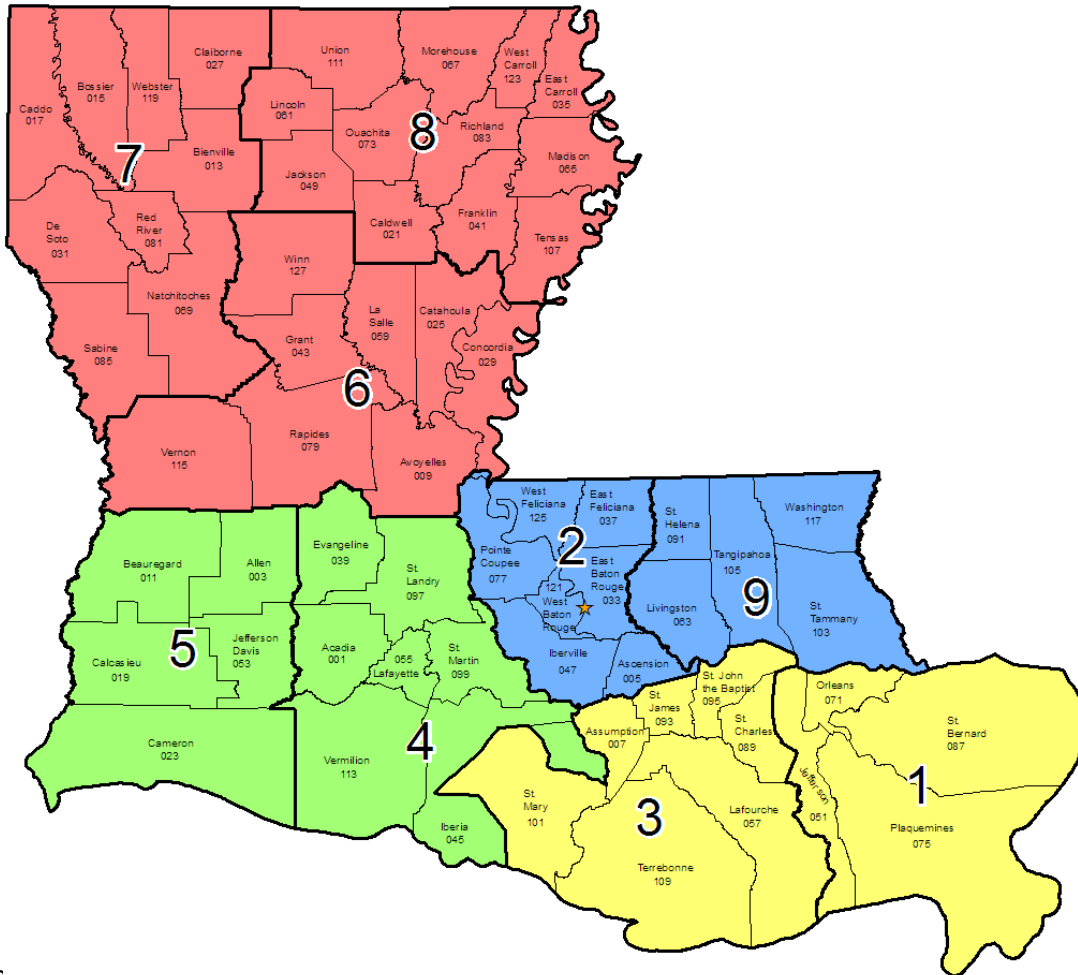 Caddo
017
Bossier
015
Webster
119
Claiborne
027
Bienville
013
7
De
Soto
031
Red
River
081
Natchitoches
069
Sabine
085
Union
111
Morehouse
067
West
Carroll
123
East
Carroll
035
Lincoln
061
Ouachita
073
8
Richland
083
Madison
065
Jackson
049
Caldwell
021
Franklin
041
Tensas
107
Winn
127
Grant
043
La
Salle
059
Catahoula
025
Concordia
029
6
Vernon
115
Rapides
079
Avoyelles
009
Beauregard
011
Allen
003
5
Calcasieu
019
Jefferson
Davis
053
Cameron
023
Evangeline
039
St.
Landry
097
Acadia
001
055
Lafayette
St
Martin
099
4
Vermilion
113
Iberia
045
West
Feliciana
125
East
Feliciana
037
2
Pointe
Coupee
077
121
West
Baton
Rouge
East
Baton
Rouge
033
Iberville
047
Ascension
005
St.
Helena
091
Tangipahoa
105
Washington
117
Livingston
063
9
St.
Tammany
103
Assumption
007
St.
James
093
St. John
the Baptist
095
St.
Charles
089
St
Mary
101
3
Lafourche
057
Terrebonne
109
Orleans
071
St.
Bernard
087
Jefferson
051
1
Plaquemines
075